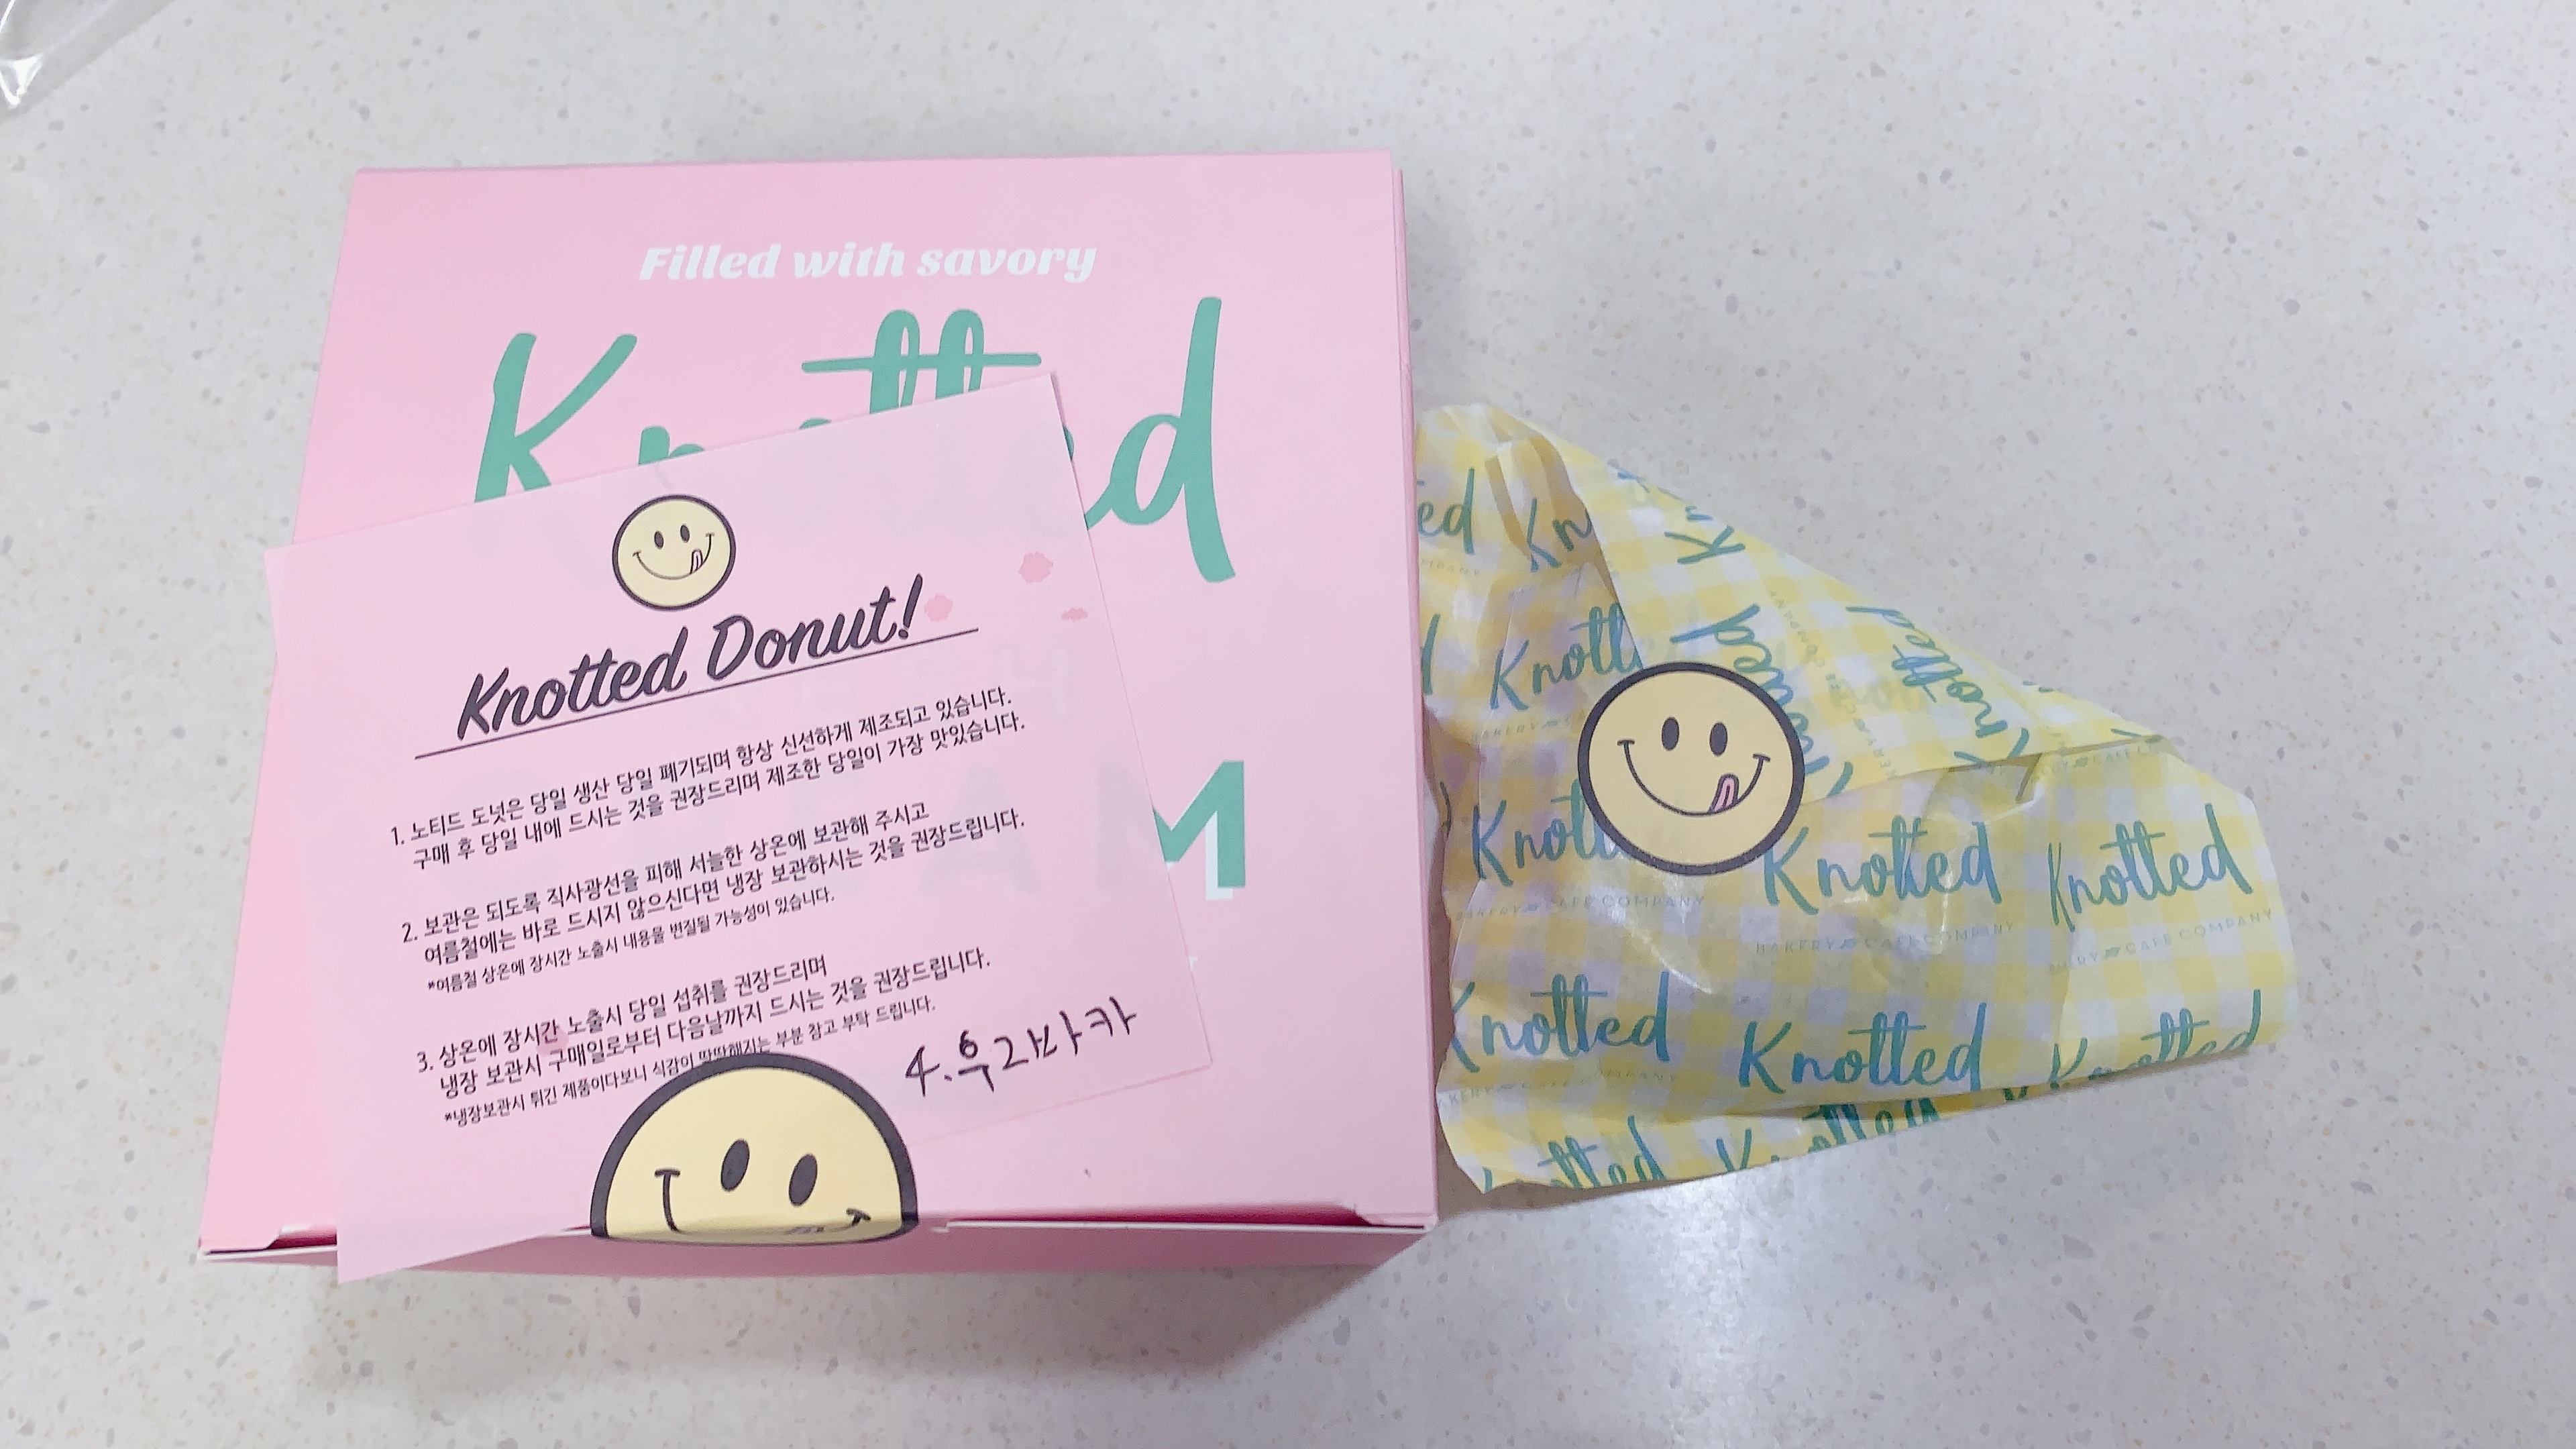 Filled with savory
Knotted
M
Knotted Donut!
1. 노티드 도넛은 당일 생산 당일 폐기되며 항상 신선하게 제조되고 있습니다.
구매 후 당일 내에 드시는 것을 권장드리며 제조한 당일이 가장 맛있습니다.
2. 보관은 되도록 직사광선을 피해 서늘한 상온에 보관해 주시고
여름철에는 바로 드시지 않으신다면 냉장 보관하시는 것을 권장드립니다.
*여름철 상온에 장시간 노출시 내용물 변질될 가능성이 있습니다.
3. 상온에 장시간 노출시 당일 섭취를 권장드리며
냉장 보관시 구매일로부터 다음날까지 드시는 것을 권장드립니다.
*냉장보관시 튀긴 제품이다보니 식감이 딱딱해지는 부분 참고 부탁 드립니다.
4.우리사카
ed Kn
Knott
Knotted
Knotted
Knott
Knotted
Knotted
BAKERY CAFE COMPANY
BAKERY CAFE COMPANY
Knotted
Knotted
Knotted